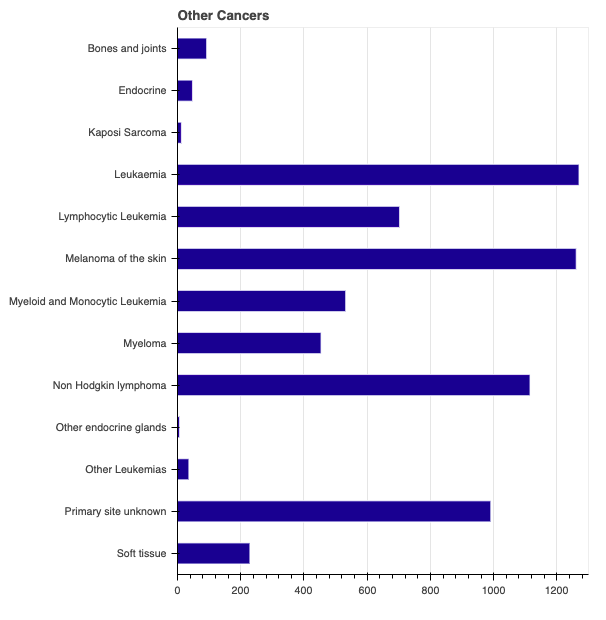 Other Cancers
Bones and joints
Endocrine
Kaposi Sarcoma
Leukaemia
Lymphocytic Leukemia
Melanoma of the skin
Myeloid and Monocytic Leukemia
Myeloma
Non Hodgkin lymphoma
Other endocrine glands
Other Leukemias
Primary site unknown
Soft tissue
0 200 400 600 800 1000 1200